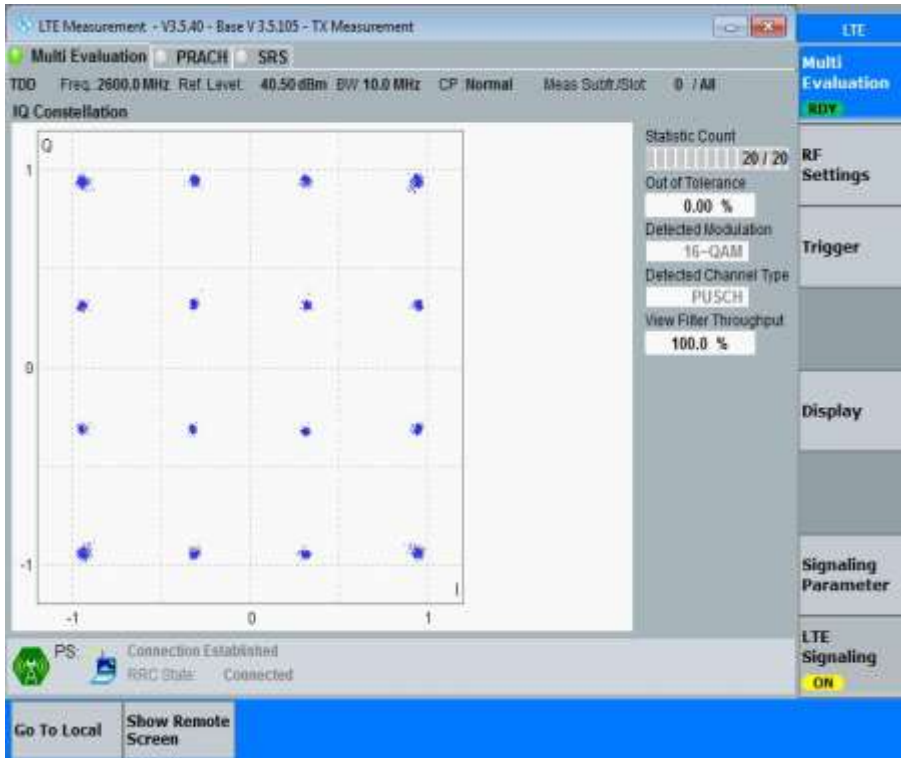 LTE Measurement - V3.5.40 - Base V 3.5.105 - TX Measurement
Multi Evaluation PRACH SRS
TDD Freq.:2600.0 MHz Ref. Level: 40.50 dBm BW: 10.0 MHz CP: Normal Meas Subfr./Slot: 0 / All
IQ Constellation
Q
1
0
-1
-1 0 1
I
Statistic Count
20 / 20
Out of Tolerance
0.00 %
Detected Modulation
16-QAM
Detected Channel Type
PUSCH
View Filter Throughput
100.0 %
PS: Connection Established
RRC State: Connected
LTE
Multi
Evaluation
RDY
RF
Settings
Trigger
Display
Signaling
Parameter
LTE
Signaling
ON
Go To Local
Show Remote
Screen